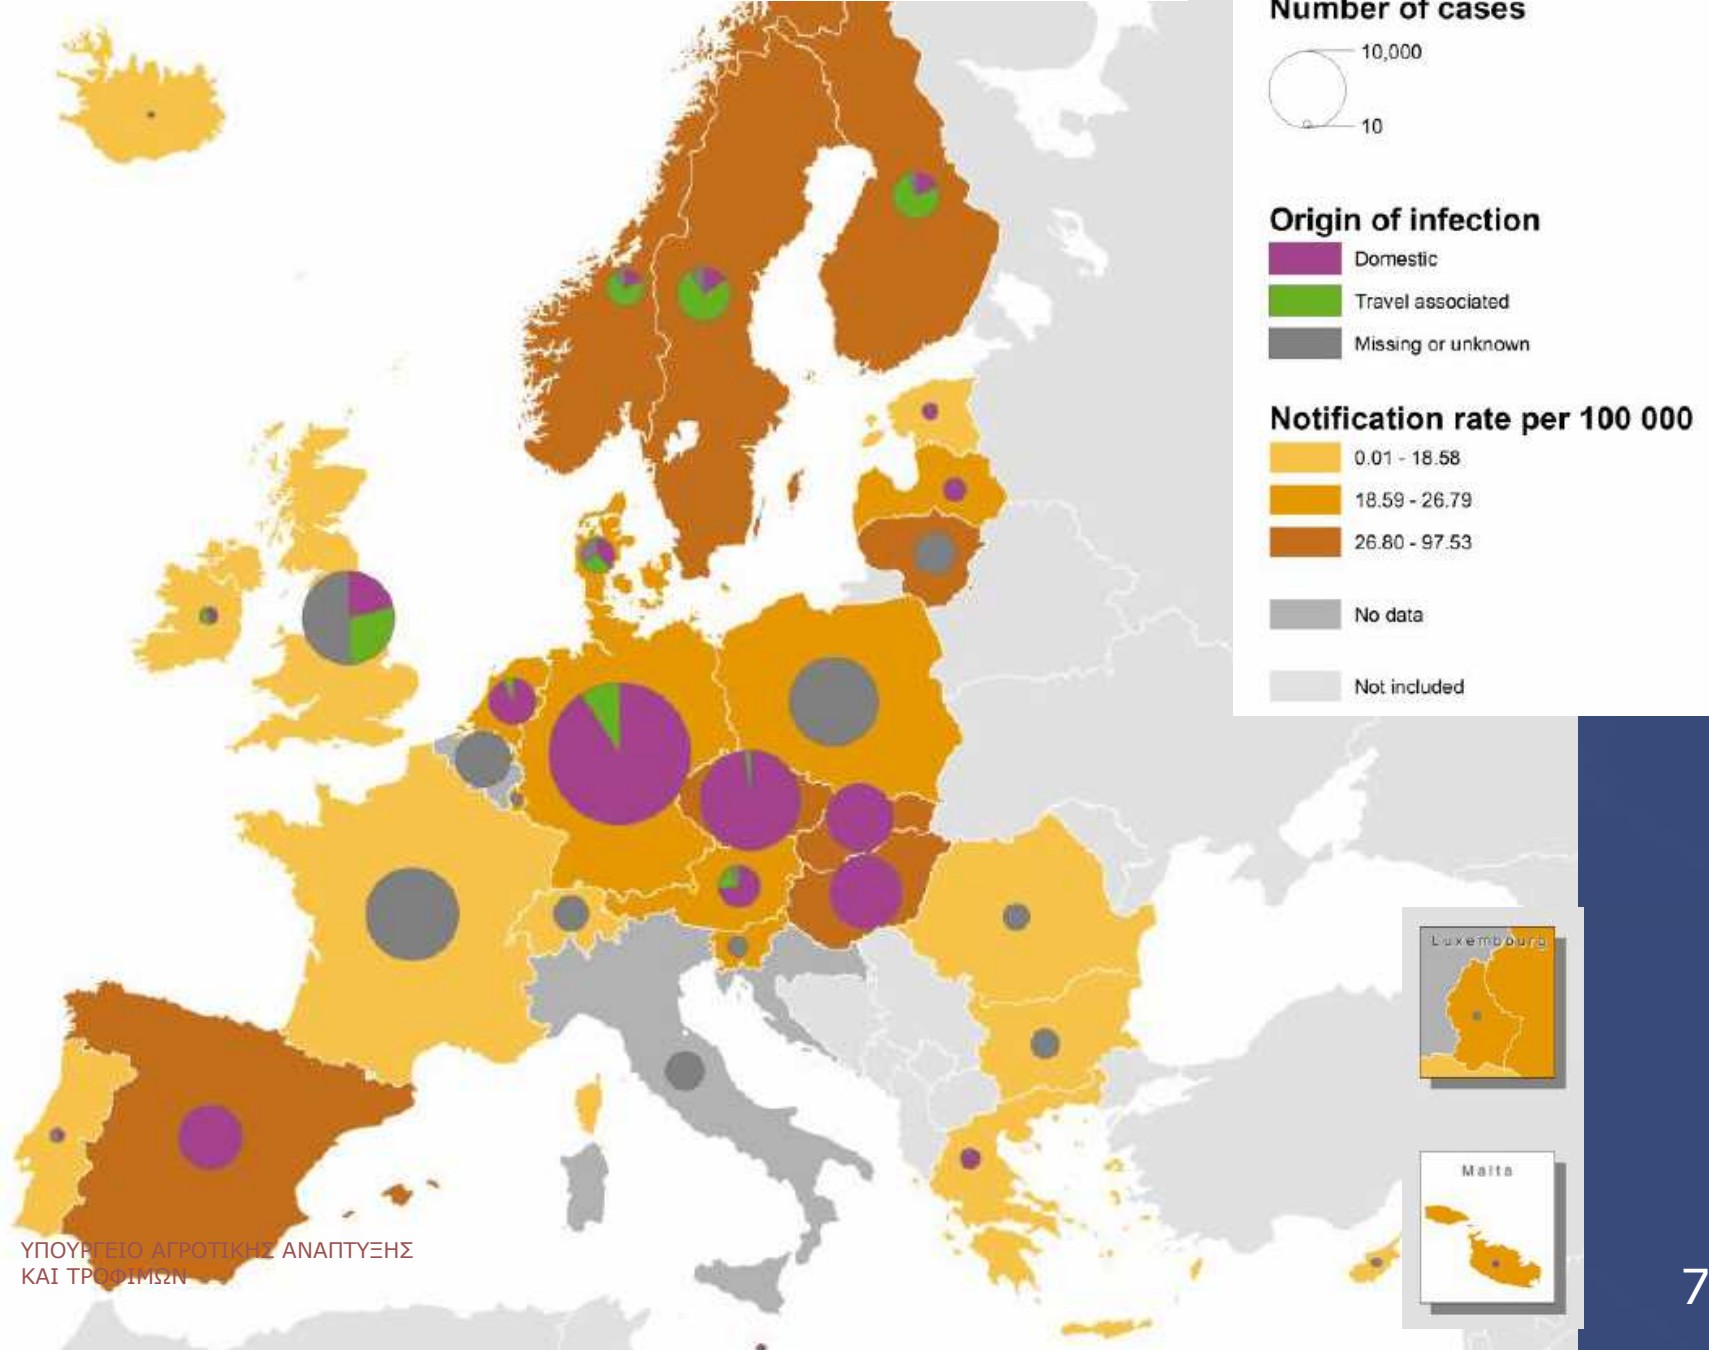 Number of cases
10,000
10
Origin of infection
Domestic
Travel associated
Missing or unknown
Notification rate per 100 000
0.01 - 18.58
18.59 - 26.79
26.80 - 97.53
No data
Not included
Luxembourg
Malta
ΥΠΟΥΡΓΕΙΟ ΑΓΡΟΤΙΚΗΣ ΑΝΑΠΤΥΞΗΣ
ΚΑΙ ΤΡΟΦΙΜΩΝ
7